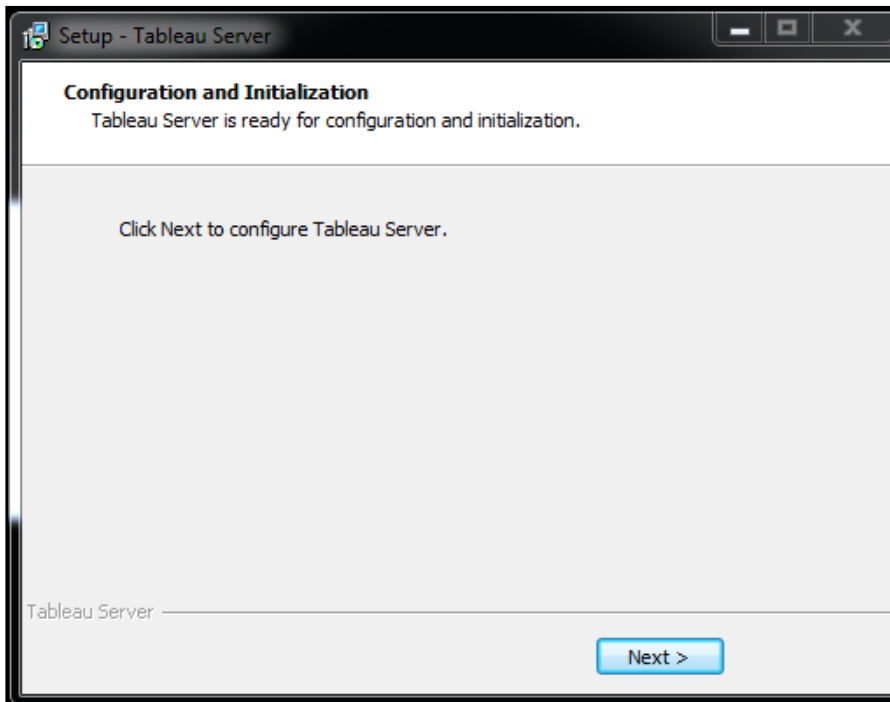 Setup - Tableau Server
Configuration and Initialization
Tableau Server is ready for configuration and initialization.
Click Next to configure Tableau Server.
Tableau Server
Next >